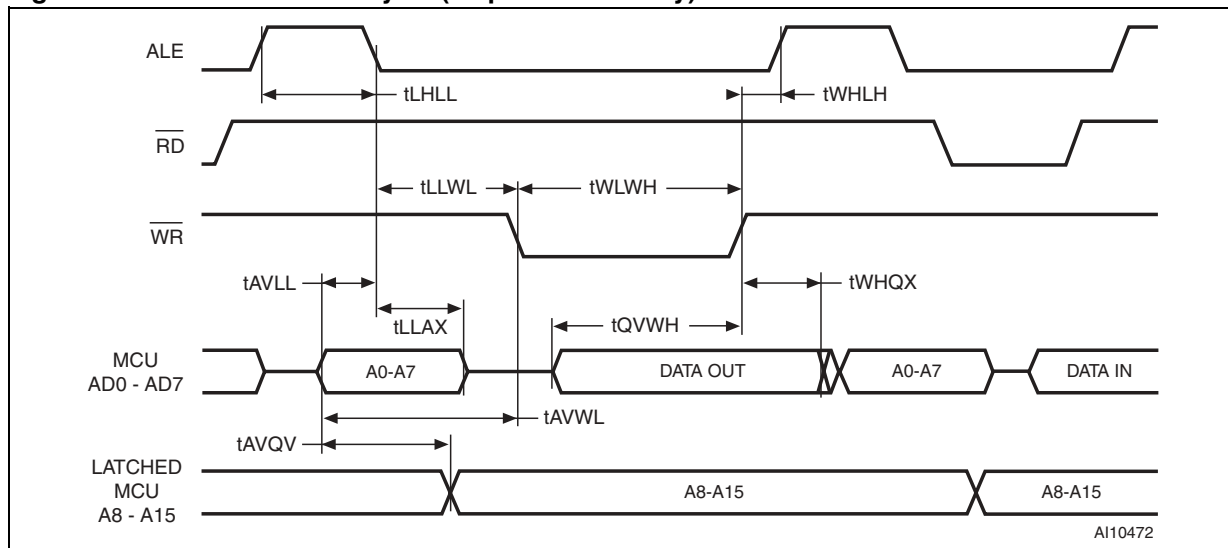 ALE
tLHLL
tWHLH
RD
tLLWL
tWLWH
WR
tAVLL
tWHQX
tLLAX
tQVWH
MCU
AD0 - AD7
A0-A7
DATA OUT
A0-A7
DATA IN
tAVWL
tAVQV
LATCHED
MCU
A8 - A15
A8-A15
A8-A15
AI10472